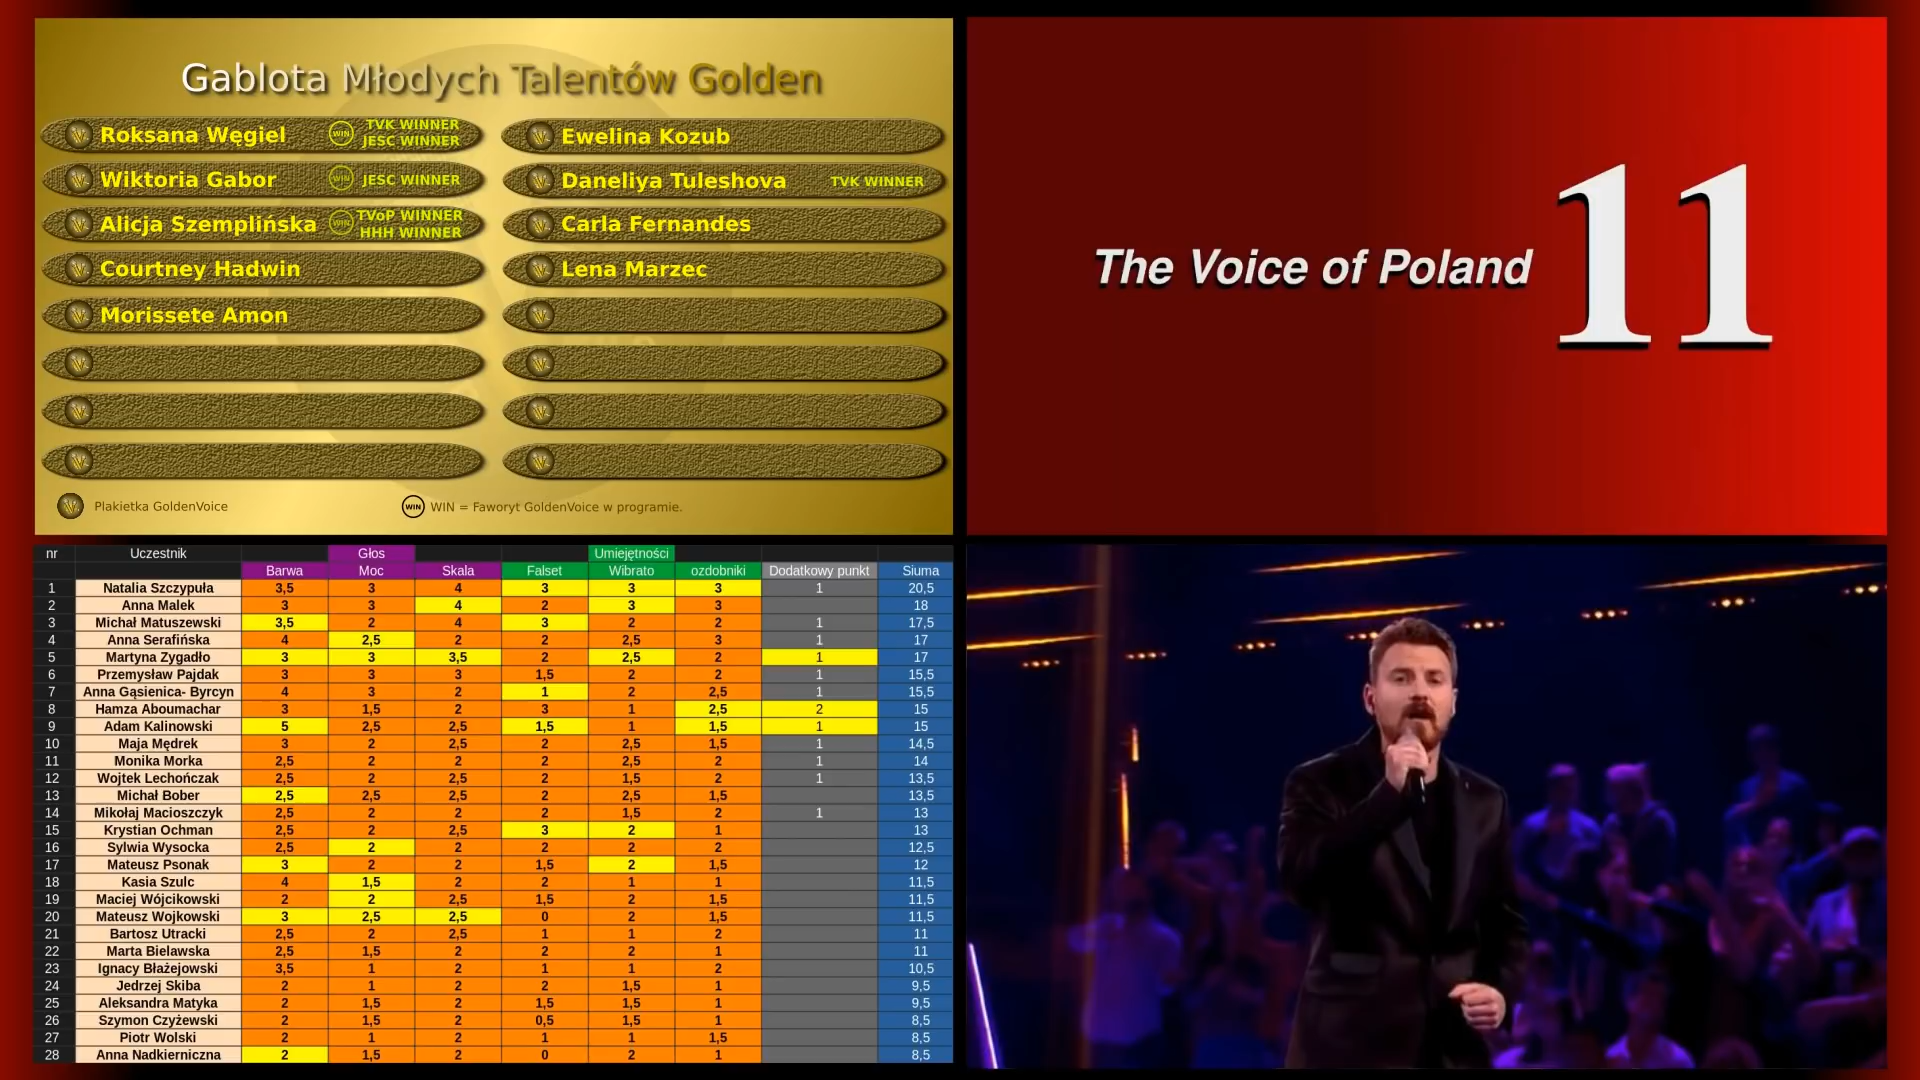 Gablota Młodych Talentów Golden
Roksana Węgiel WIN TVK WINNER JESC WINNER
Wiktoria Gabor WIN JESC WINNER
Alicja Szemplińska WIN TVoP WINNER HHH WINNER
Courtney Hadwin
Morissete Amon
Ewelina Kozub
Daneliya Tuleshova TVK WINNER
Carla Fernandes
Lena Marzec
Plakietka GoldenVoice
WIN WIN = Faworyt GoldenVoice w programie.
The Voice of Poland 11
nr Uczestnik Głos Umiejętności
Barwa Moc Skala Falset Wibrato ozdobniki Dodatkowy punkt Siuma
1 Natalia Szczypuła 3,5 3 4 3 3 3 1 20,5
2 Anna Malek 3 3 4 2 3 3 18
3 Michał Matuszewski 3,5 2 4 3 2 2 1 17,5
4 Anna Serafińska 4 2,5 2 2 2,5 3 1 17
5 Martyna Zygadło 3 3 3,5 2 2,5 2 1 17
6 Przemysław Pajdak 3 3 3 1,5 2 2 1 15,5
7 Anna Gąsienica- Byrcyn 4 3 2 1 2 2,5 1 15,5
8 Hamza Aboumachar 3 1,5 2 3 1 2,5 2 15
9 Adam Kalinowski 5 2,5 2,5 1,5 1 1,5 1 15
10 Maja Mędrek 3 2 2,5 2 2,5 1,5 1 14,5
11 Monika Morka 2,5 2 2 2 2,5 2 1 14
12 Wojtek Lechończak 2,5 2 2,5 2 1,5 2 1 13,5
13 Michał Bober 2,5 2,5 2,5 2 2,5 1,5 13,5
14 Mikołaj Macioszczyk 2,5 2 2 2 1,5 2 1 13
15 Krystian Ochman 2,5 2 2,5 3 2 1 13
16 Sylwia Wysocka 2,5 2 2 2 2 2 12,5
17 Mateusz Psonak 3 2 2 1,5 2 1,5 12
18 Kasia Szulc 4 1,5 2 2 1 1 11,5
19 Maciej Wójcikowski 2 2 2,5 1,5 2 1,5 11,5
20 Mateusz Wojkowski 3 2,5 2,5 0 2 1,5 11,5
21 Bartosz Utracki 2,5 2 2,5 1 1 2 11
22 Marta Bielawska 2,5 1,5 2 2 2 1 11
23 Ignacy Błażejowski 3,5 1 2 1 1 2 10,5
24 Jedrzej Skiba 2 1 2 2 1,5 1 9,5
25 Aleksandra Matyka 2 1,5 2 1,5 1,5 1 9,5
26 Szymon Czyżewski 2 1,5 2 0,5 1,5 1 8,5
27 Piotr Wolski 2 1 2 1 1 1,5 8,5
28 Anna Nadkierniczna 2 1,5 2 0 2 1 8,5